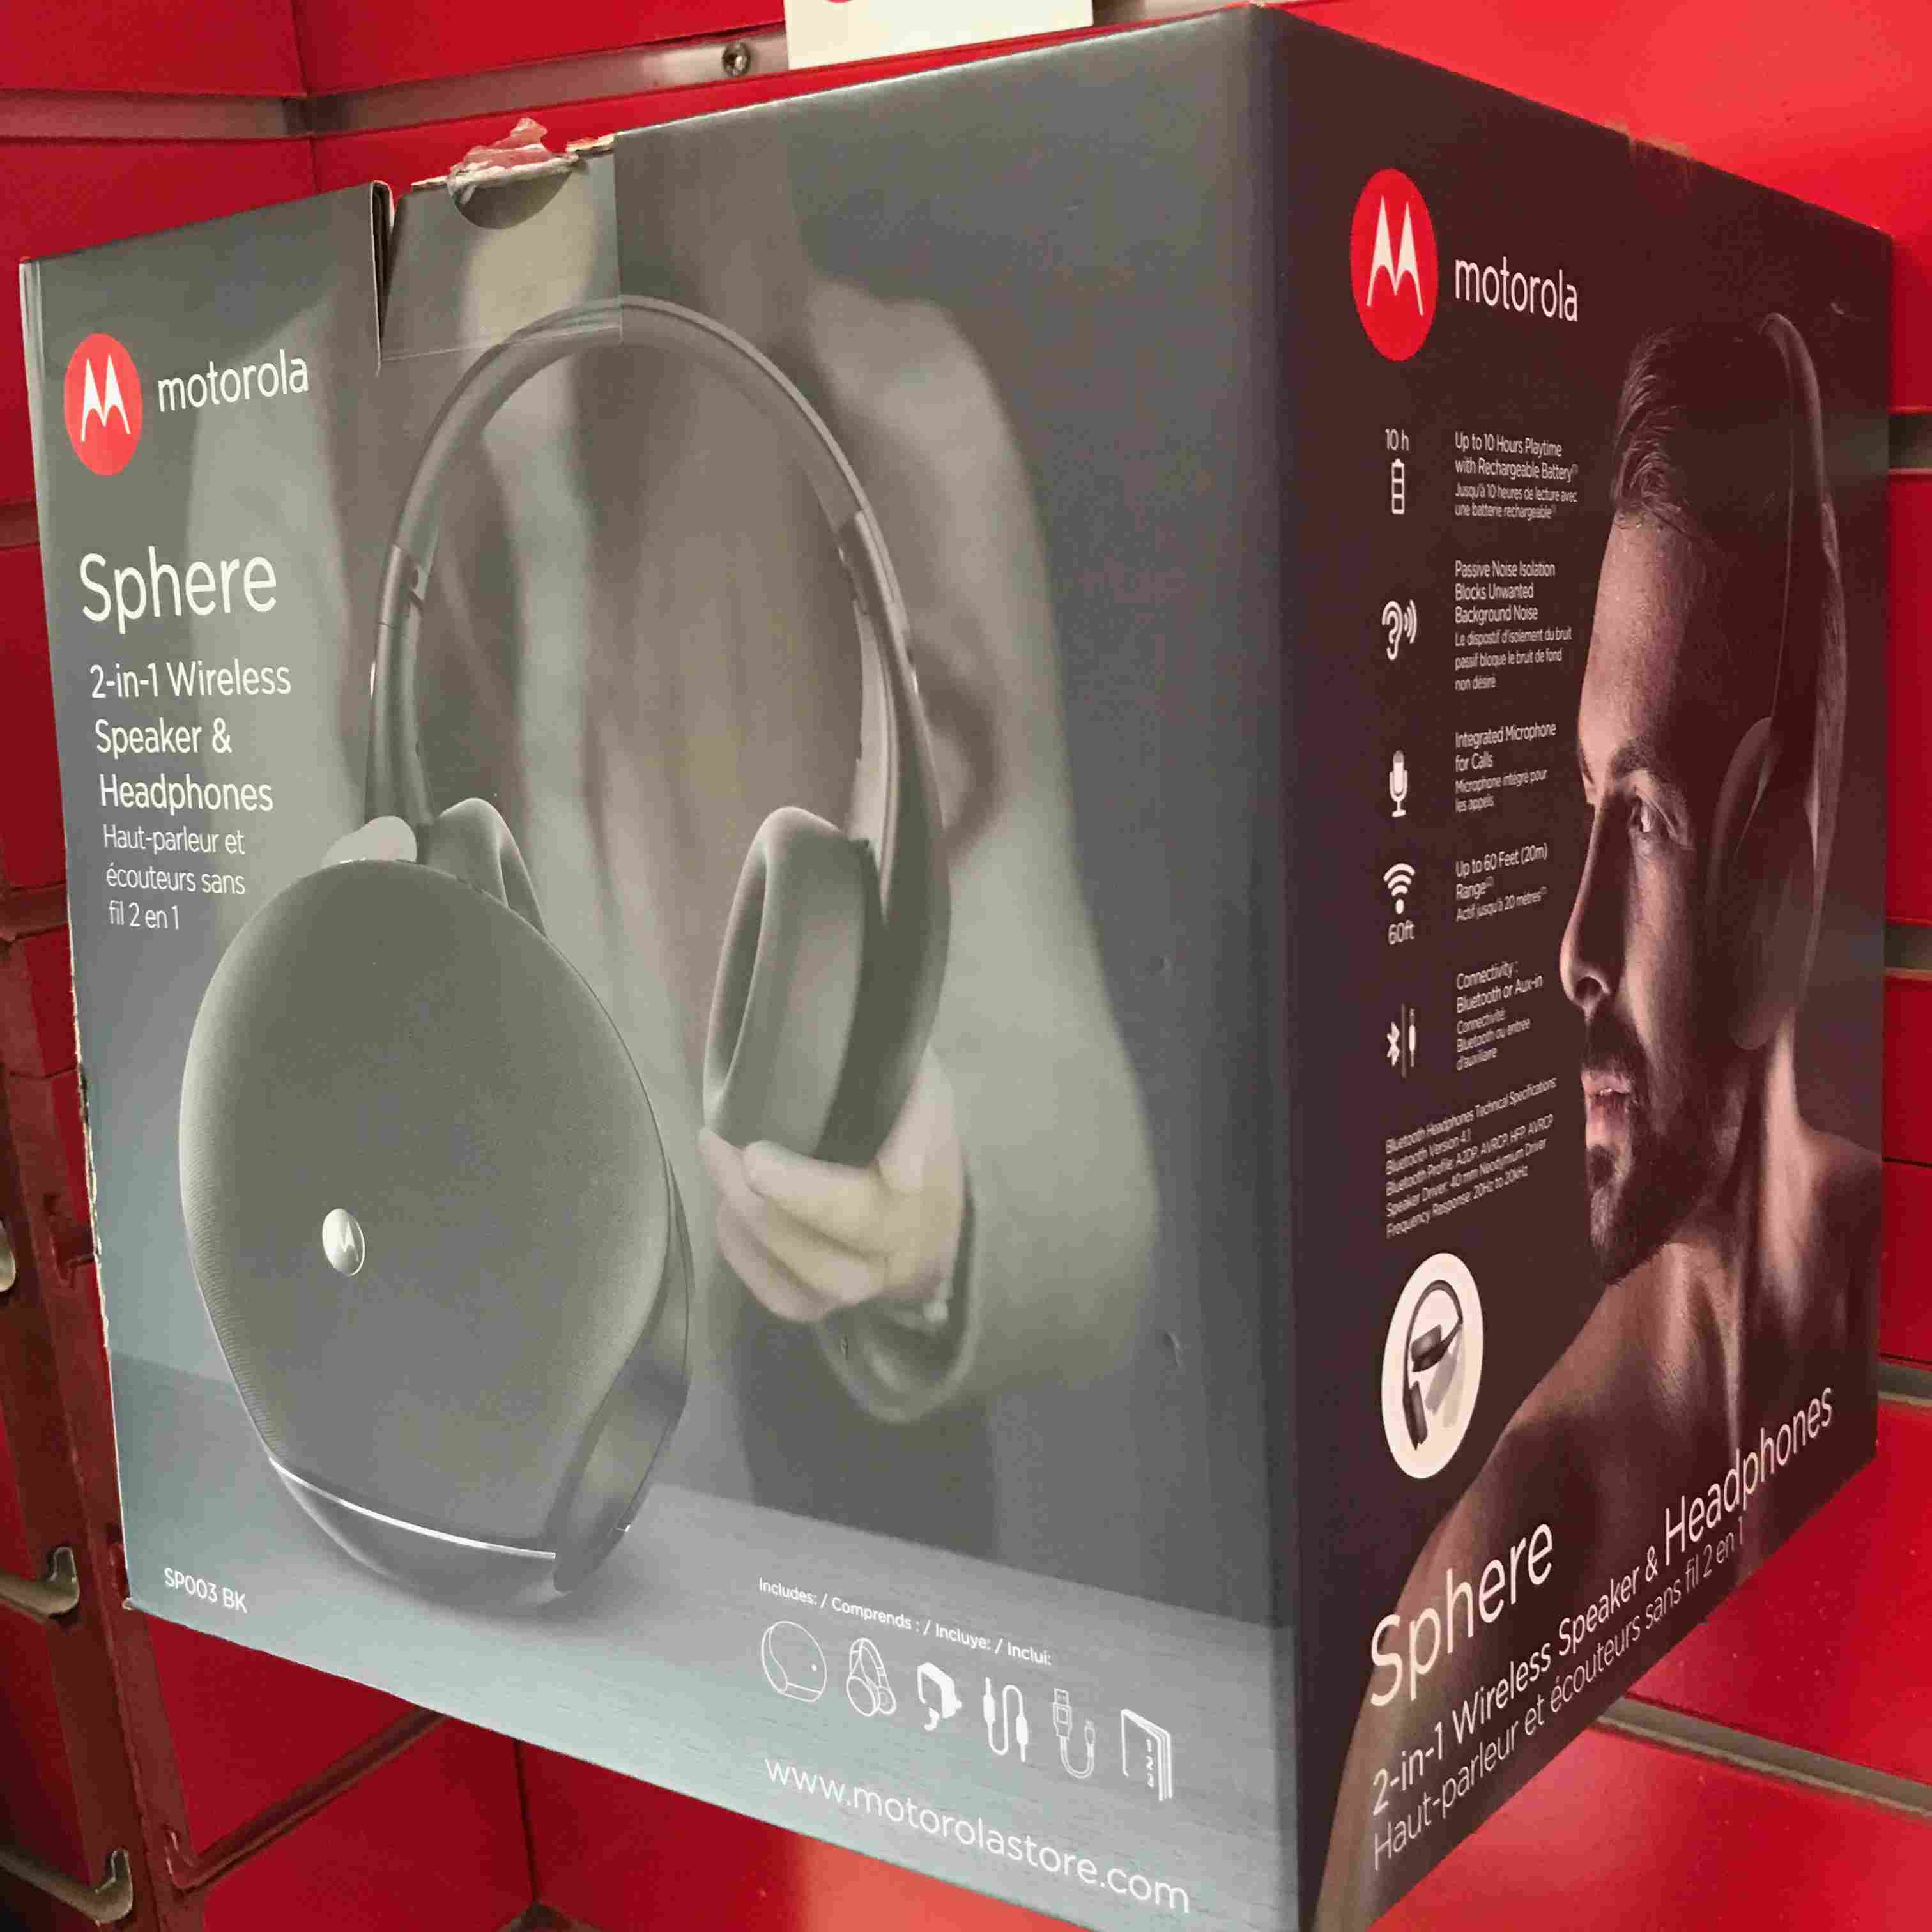 motorola
Sphere
2-in-1 Wireless
Speaker &
Headphones
Haut-parleur et
écouteurs sans
fil 2 en 1
SP003 BK
Includes: / Comprends : / Incluye: / Inclui:
1
2
3
www.motorolastore.com
motorola
10 h
Up to 10 Hours Playtime
with Rechargeable Battery(1)
Jusqu'à 10 heures de lecture avec
une batterie rechargeable(1)
Passive Noise Isolation
Blocks Unwanted
Background Noise
Le dispositif d'isolement du bruit
passif bloque le bruit de fond
non désiré
Integrated Microphone
for Calls
Microphone intégré pour
les appels
60ft
Up to 60 Feet (20m)
Range(2)
Actif jusqu'à 20 mètres(2)
Connectivity :
Bluetooth or Aux-in
Connectivité
Bluetooth ou entrée
d'auxiliaire
Bluetooth Headphones Technical Specifications:
Bluetooth Version 4.1
Bluetooth Profile: A2DP, AVRCP, HFP, AVRCP
Speaker Driver: 40 mm Neodymium Driver
Frequency Response: 20Hz to 20kHz
Sphere
2-in-1 Wireless Speaker & Headphones
Haut-parleur et écouteurs sans fil 2 en 1